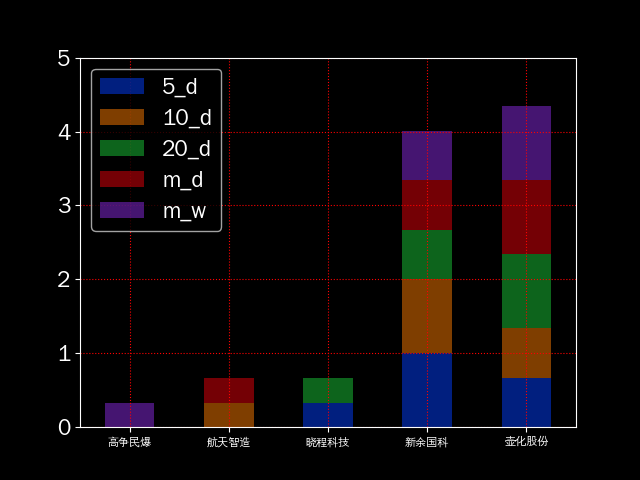 5
4
3
2
1
0
5_d
10_d
20_d
m_d
m_w
高争民爆
航天智造
晓程科技
新余国科
壶化股份